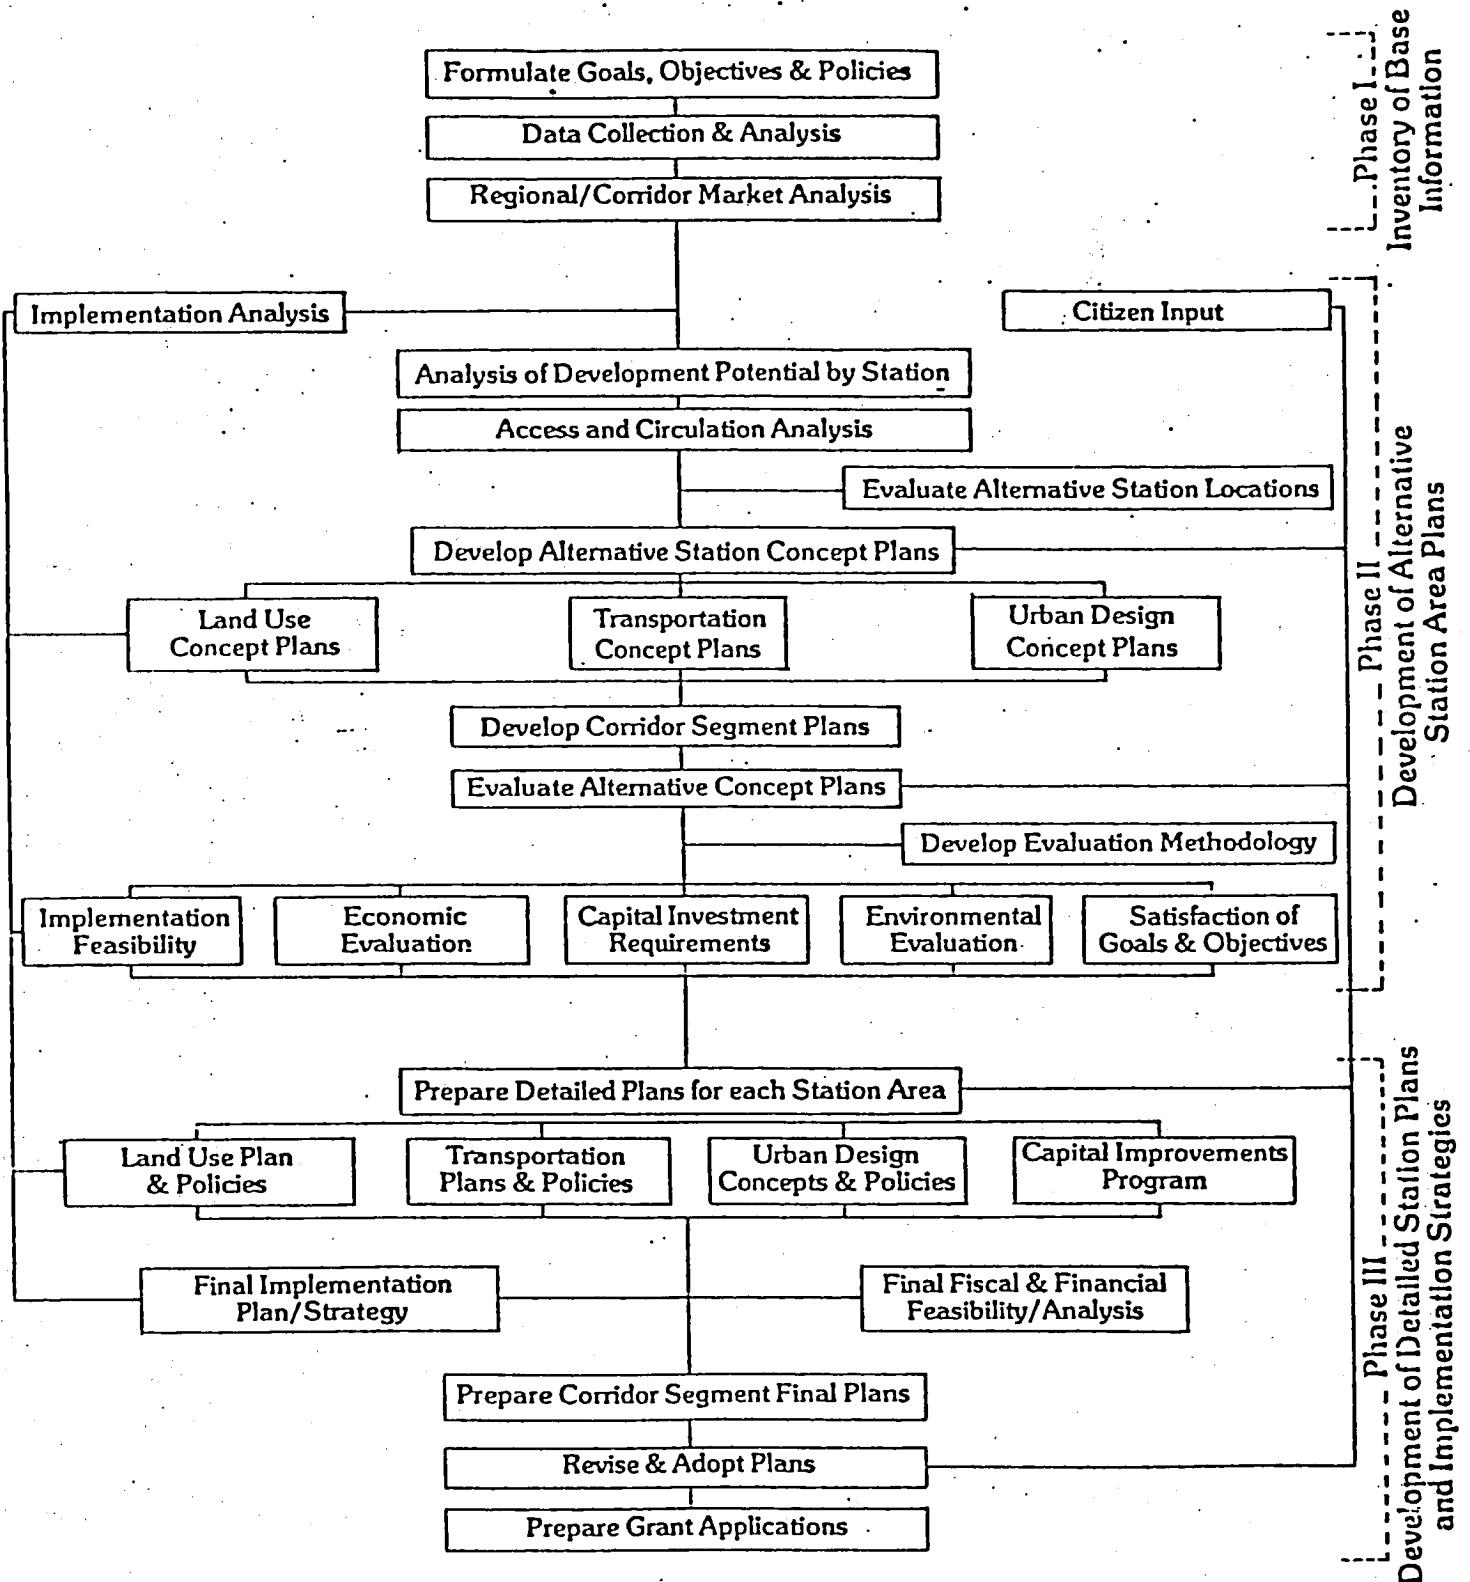 Formulate Goals, Objectives & Policies
Data Collection & Analysis
Regional/Corridor Market Analysis
Phase I
Inventory of Base
Information
Implementation Analysis
Citizen Input
Analysis of Development Potential by Station
Access and Circulation Analysis
Evaluate Alternative Station Locations
Develop Alternative Station Concept Plans
Land Use
Concept Plans
Transportation
Concept Plans
Urban Design
Concept Plans
Develop Corridor Segment Plans
Evaluate Alternative Concept Plans
Develop Evaluation Methodology
Implementation
Feasibility
Economic
Evaluation
Capital Investment
Requirements
Environmental
Evaluation
Satisfaction of
Goals & Objectives
Phase II
Development of Alternative
Station Area Plans
Prepare Detailed Plans for each Station Area
Land Use Plan
& Policies
Transportation
Plans & Policies
Urban Design
Concepts & Policies
Capital Improvements
Program
Final Implementation
Plan/Strategy
Final Fiscal & Financial
Feasibility/Analysis
Prepare Corridor Segment Final Plans
Revise & Adopt Plans
Prepare Grant Applications
Phase III
Development of Detailed Station Plans
and Implementation Strategies